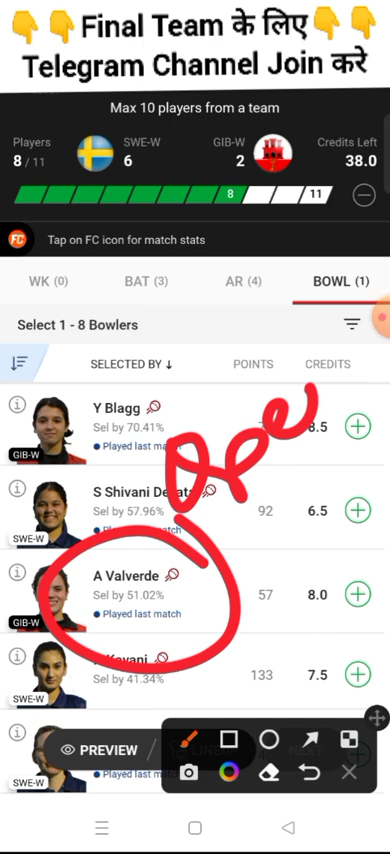 👇👇Final Team के लिए👇👇
Telegram Channel Join करे
Max 10 players from a team
Players SWE-W GIB-W Credits Left
8 / 11 6 2 38.0
8 11
FC Tap on FC icon for match stats
WK (0) BAT (3) AR (4) BOWL (1)
Select 1 - 8 Bowlers
SELECTED BY ↓ POINTS CREDITS
Y Blagg
Sel by 70.41% 8.5
Played last
GIB-W
S Shivani
Sel by 57.96% 92 6.5
SWE-W
A Valverde
Sel by 51.02% 57 8.0
Played last match
GIB-W
Kayani
Sel by 41.34% 133 7.5
SWE-W
PREVIEW
Played last
SWE-W